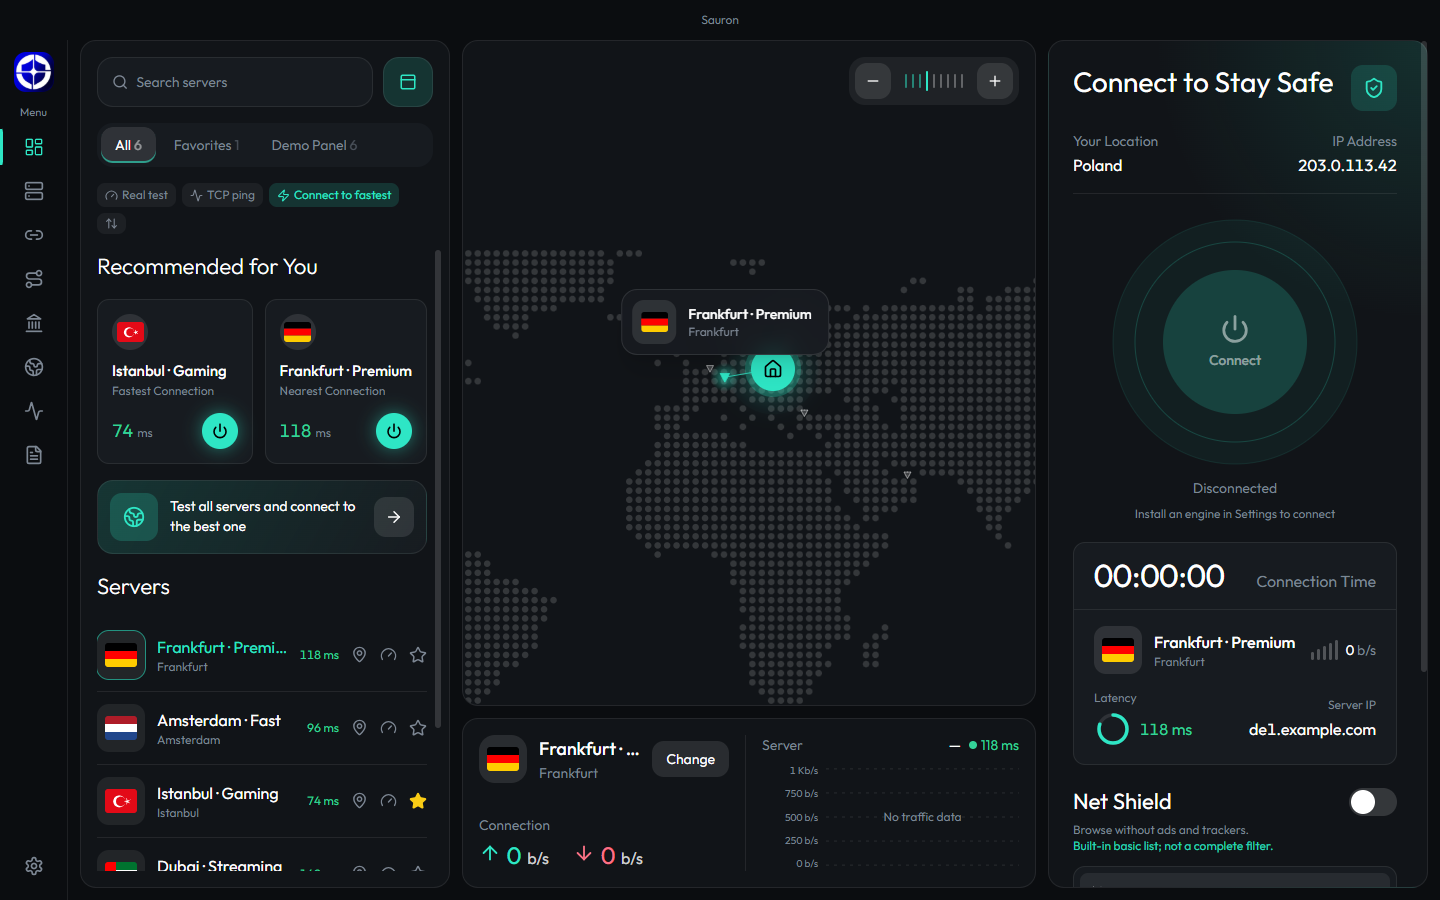 Sauron
Menu
Search servers
All 6
Favorites 1
Demo Panel 6
Real test
TCP ping
Connect to fastest
Recommended for You
Istanbul · Gaming
Fastest Connection
74 ms
Frankfurt · Premium
Nearest Connection
118 ms
Test all servers and connect to
the best one
Servers
Frankfurt · Premi...
Frankfurt
118 ms
Amsterdam · Fast
Amsterdam
96 ms
Istanbul · Gaming
Istanbul
74 ms
Dubai · Streaming
Frankfurt · Premium
Frankfurt
Frankfurt · ...
Frankfurt
Change
Connection
0 b/s
0 b/s
Server
— 118 ms
1 Kb/s
750 b/s
500 b/s
250 b/s
0 b/s
No traffic data
Connect to Stay Safe
Your Location
IP Address
Poland
203.0.113.42
Connect
Disconnected
Install an engine in Settings to connect
00:00:00
Connection Time
Frankfurt · Premium
Frankfurt
0 b/s
Latency
Server IP
118 ms
de1.example.com
Net Shield
Browse without ads and trackers.
Built-in basic list; not a complete filter.